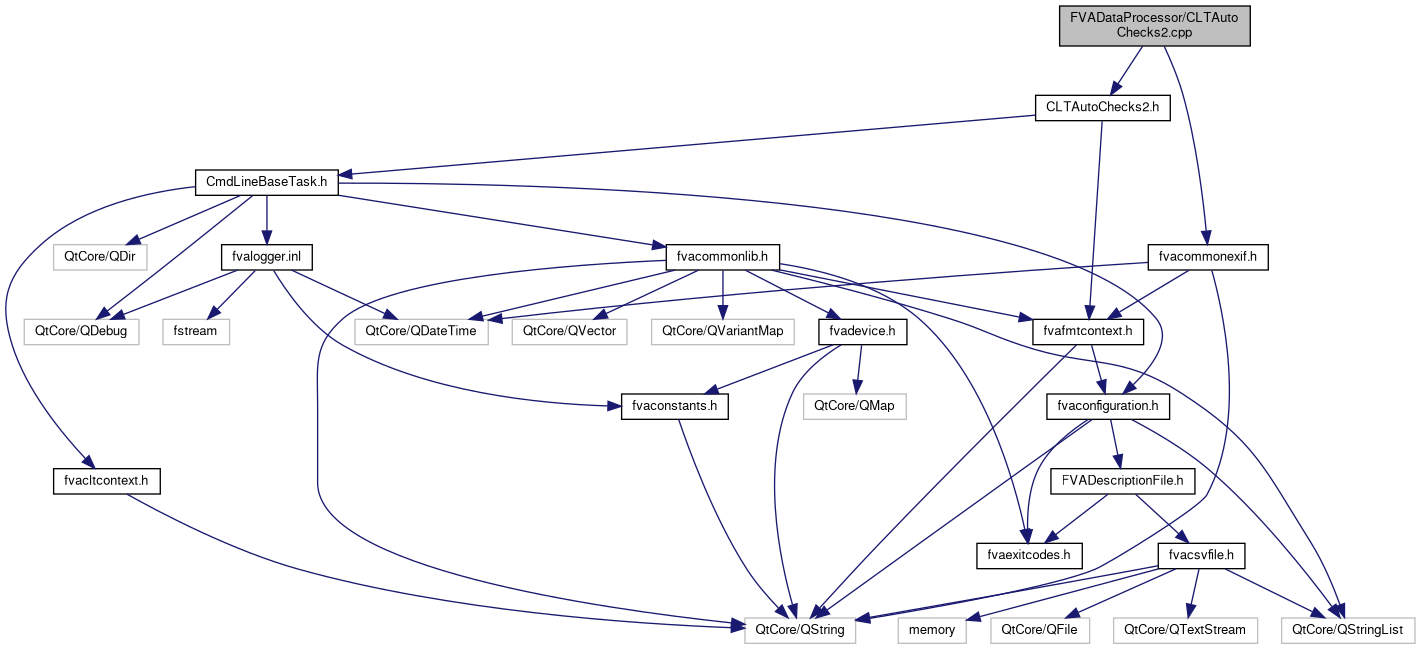 FVADataProcessor/CLTAuto
Checks2.cpp
CLTAutoChecks2.h
CmdLineBaseTask.h
QtCore/QDir
fvalogger.inl
fvacommonlib.h
fvacommonexif.h
QtCore/QDebug
fstream
QtCore/QDateTime
QtCore/QVector
QtCore/QVariantMap
fvadevice.h
fvafmtcontext.h
fvaconstants.h
QtCore/QMap
fvaconfiguration.h
fvacltcontext.h
FVADescriptionFile.h
fvaexitcodes.h
fvacsvfile.h
QtCore/QString
memory
QtCore/QFile
QtCore/QTextStream
QtCore/QStringList